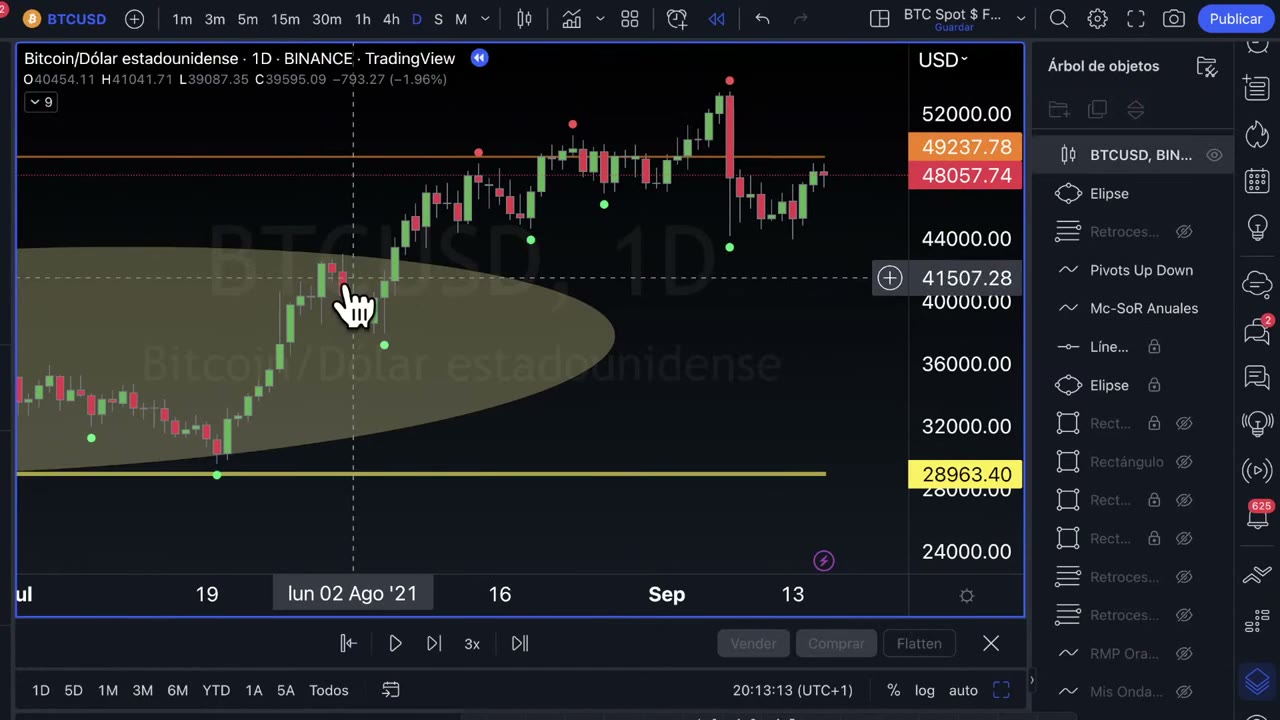 2
BTCUSD
1m 3m 5m 15m 30m 1h 4h D S M
BTC Spot $ F...
Guardar
Publicar
Bitcoin/Dólar estadounidense · 1D · BINANCE · TradingView
O40454.11 H41041.71 L39087.35 C39595.09 −793.27 (−1.96%)
9
BTCUSD, 1D
Bitcoin/Dólar estadounidense
USD
52000.00
49237.78
48057.74
44000.00
41507.28
40000.00
36000.00
32000.00
28963.40
28000.00
24000.00
ul 19 lun 02 Ago '21 16 Sep 13
3x
Vender Comprar Flatten
1D 5D 1M 3M 6M YTD 1A 5A Todos
20:13:13 (UTC+1) % log auto
Árbol de objetos
BTCUSD, BIN...
Elipse
Retroces...
Pivots Up Down
Mc-SoR Anuales
Líne...
Elipse
Rect...
Rectángulo
Rect...
Rect...
Retroces...
Retroces...
RMP Ora...
Mis Onda...
2
625